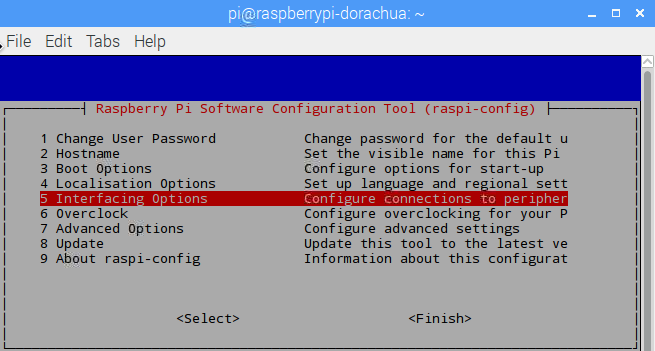 pi@raspberrypi-dorachua: ~
File Edit Tabs Help
Raspberry Pi Software Configuration Tool (raspi-config)
1 Change User Password Change password for the default u
2 Hostname Set the visible name for this Pi
3 Boot Options Configure options for start-up
4 Localisation Options Set up language and regional sett
5 Interfacing Options Configure connections to peripher
6 Overclock Configure overclocking for your P
7 Advanced Options Configure advanced settings
8 Update Update this tool to the latest ve
9 About raspi-config Information about this configurat
<Select> <Finish>